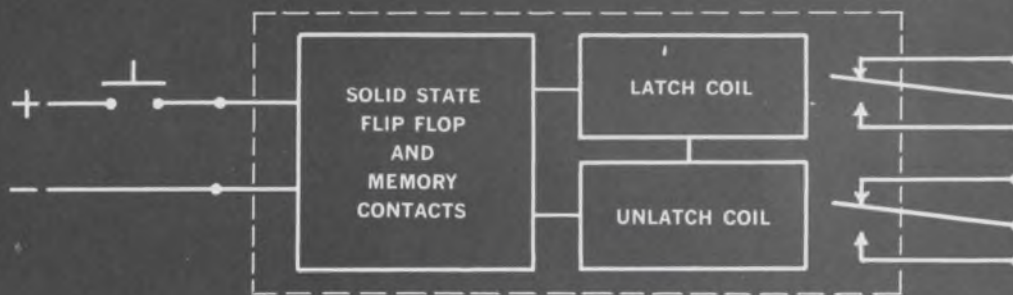 +
SOLID STATE
FLIP FLOP
AND
MEMORY
CONTACTS
LATCH COIL
−
UNLATCH COIL